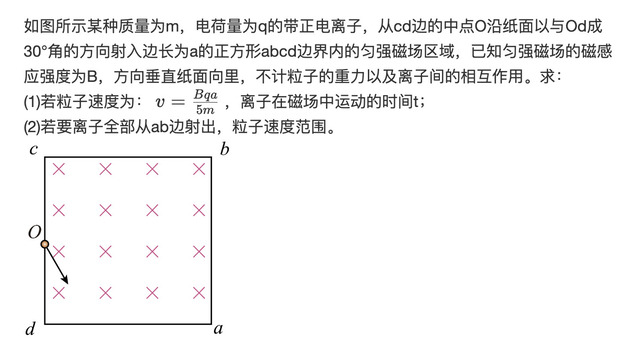 如图所示某种质量为m，电荷量为q的带正电离子，从cd边的中点O沿纸面以与Od成
30°角的方向射入边长为a的正方形abcd边界内的匀强磁场区域，已知匀强磁场的磁感
应强度为B，方向垂直纸面向里，不计粒子的重力以及离子间的相互作用。求：
(1)若粒子速度为： v = Bqa/5m ，离子在磁场中运动的时间t；
(2)若要离子全部从ab边射出，粒子速度范围。
c b
O
d a